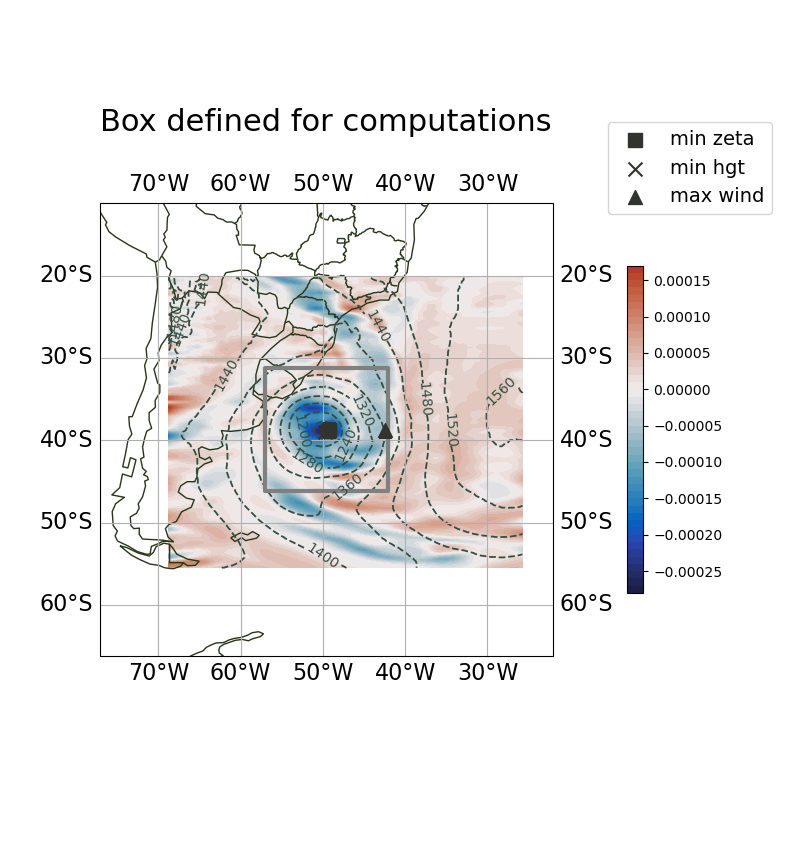 Box defined for computations
min zeta
min hgt
max wind
70°W 60°W 50°W 40°W 30°W
20°S 20°S
30°S 30°S
40°S 40°S
50°S 50°S
60°S 60°S
70°W 60°W 50°W 40°W 30°W
1440
1440
1440
1480
1520
1560
1320
1240
1280
1360
1400
0.00015
0.00010
0.00005
0.00000
−0.00005
−0.00010
−0.00015
−0.00020
−0.00025